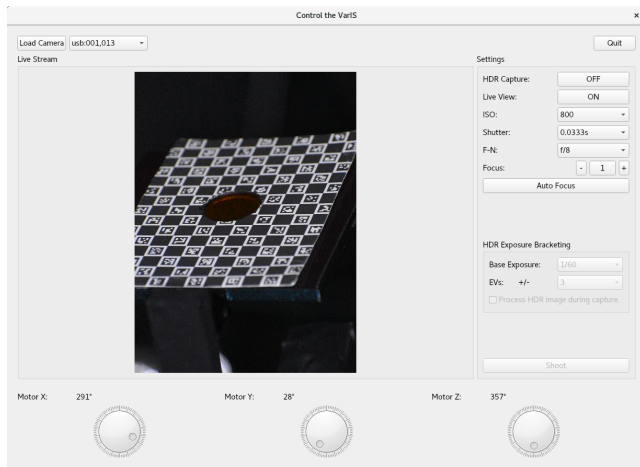 Control the VarIS
×
Load Camera
usb:001,013
Quit
Live Stream
Settings
HDR Capture: OFF
Live View: ON
ISO: 800
Shutter: 0.0333s
F-N: f/8
Focus: - 1 +
Auto Focus
HDR Exposure Bracketing
Base Exposure: 1/60
EVs: +/- 3
Process HDR image during capture.
Shoot
Motor X: 291°
Motor Y: 28°
Motor Z: 357°